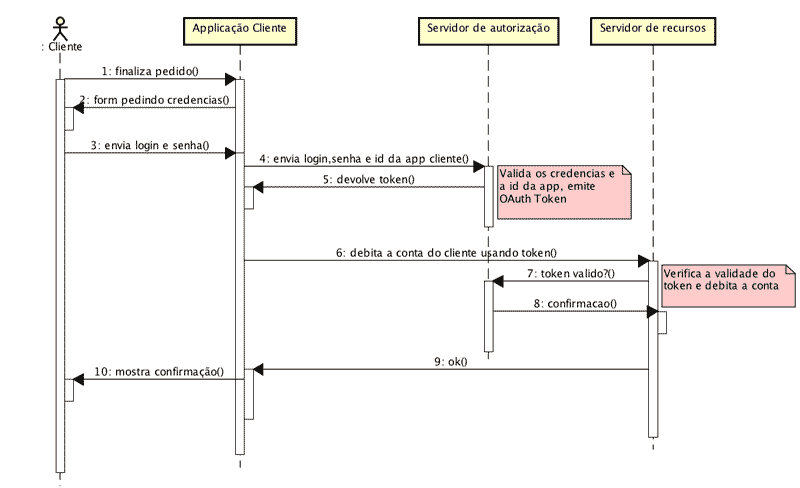 : Cliente
Applicação Cliente
Servidor de autorização
Servidor de recursos
1: finaliza pedido()
2: form pedindo credencias()
3: envia login e senha()
4: envia login,senha e id da app cliente()
Valida os credencias e
a id da app, emite
OAuth Token
5: devolve token()
6: debita a conta do cliente usando token()
Verifica a validade do
token e debita a conta
7: token valido?()
8: confirmacao()
9: ok()
10: mostra confirmação()